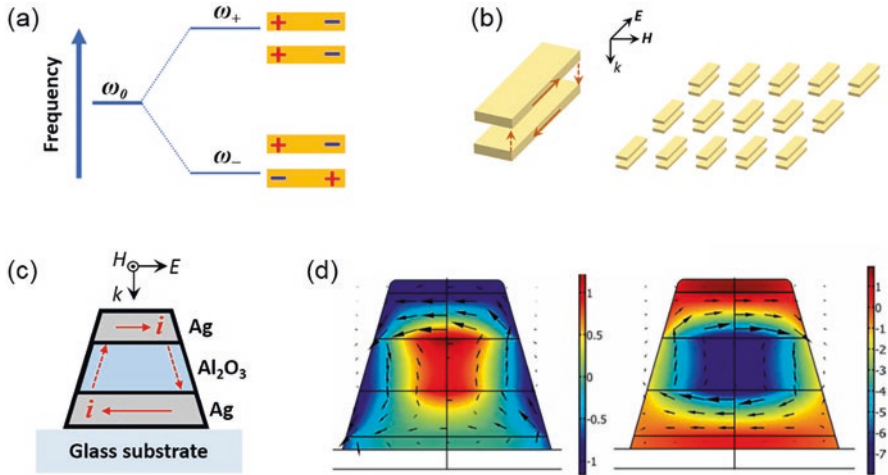 (a)
Frequency
ω₀
ω₊
+ −
+ −
ω₋
+ −
− +
(b)
E
H
k
(c)
H E
k
i Ag
Al₂O₃
i Ag
Glass substrate
(d)
1
0.5
0
-0.5
-1
1
0
-1
-2
-3
-4
-5
-6
-7